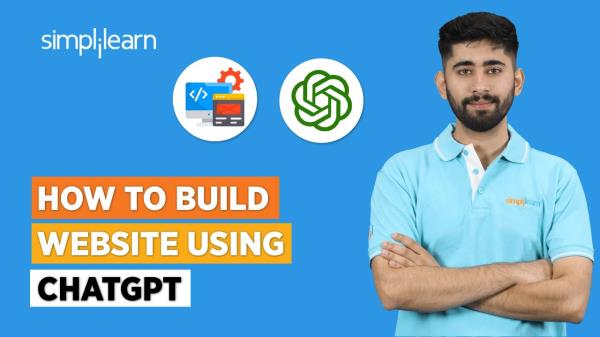 simplilearn
</>
HOW TO BUILD
WEBSITE USING
CHATGPT
simplilearn